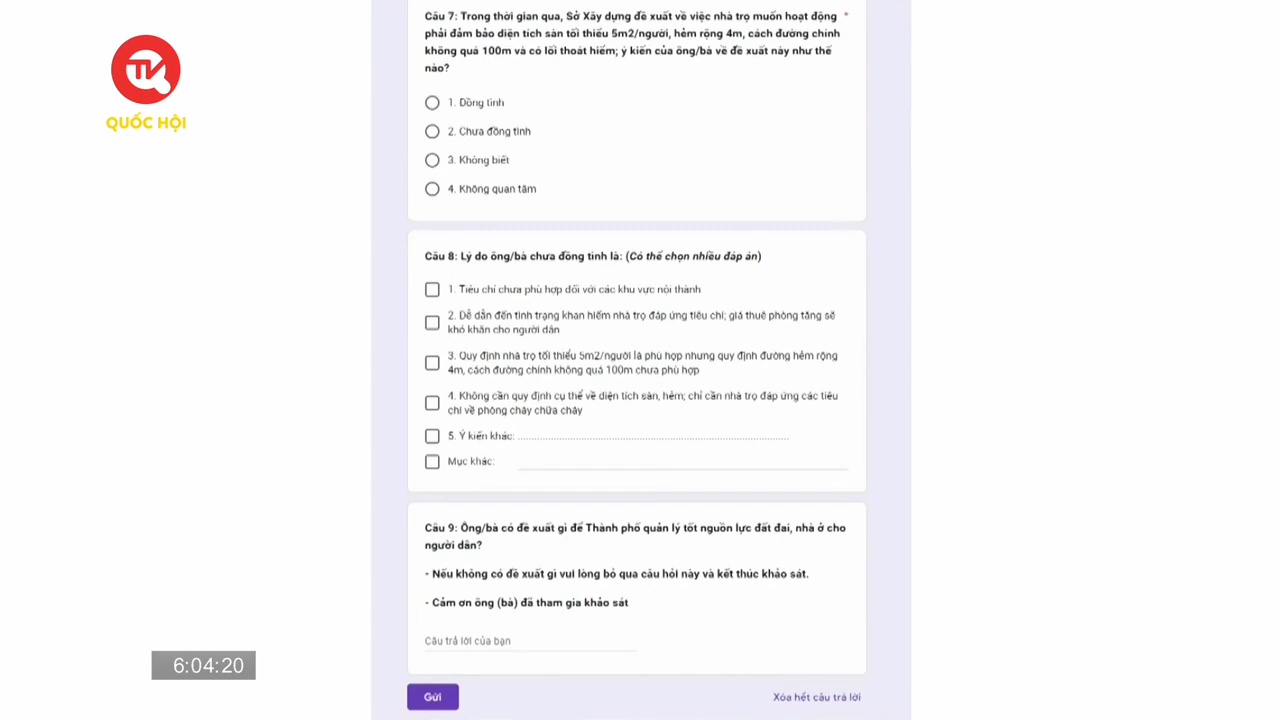 TV
QUỐC HỘI
Câu 7: Trong thời gian qua, Sở Xây dựng đề xuất về việc nhà trọ muốn hoạt động *
phải đảm bảo diện tích sàn tối thiểu 5m2/người, hẻm rộng 4m, cách đường chính
không quá 100m và có lối thoát hiểm; ý kiến của ông/bà về đề xuất này như thế
nào?
1. Đồng tình
2. Chưa đồng tình
3. Không biết
4. Không quan tâm
Câu 8: Lý do ông/bà chưa đồng tình là: (Có thể chọn nhiều đáp án)
1. Tiêu chí chưa phù hợp đối với các khu vực nội thành
2. Dễ dẫn đến tình trạng khan hiếm nhà trọ đáp ứng tiêu chí; giá thuê phòng tăng sẽ
khó khăn cho người dân
3. Quy định nhà trọ tối thiểu 5m2/người là phù hợp nhưng quy định đường hẻm rộng
4m, cách đường chính không quá 100m chưa phù hợp
4. Không cần quy định cụ thể về diện tích sàn, hẻm; chỉ cần nhà trọ đáp ứng các tiêu
chí về phòng cháy chữa cháy
5. Ý kiến khác: ................................................................................
Mục khác:
Câu 9: Ông/bà có đề xuất gì để Thành phố quản lý tốt nguồn lực đất đai, nhà ở cho
người dân?
- Nếu không có đề xuất gì vui lòng bỏ qua câu hỏi này và kết thúc khảo sát.
- Cảm ơn ông (bà) đã tham gia khảo sát
Câu trả lời của bạn
Gửi
Xóa hết câu trả lời
6:04:20